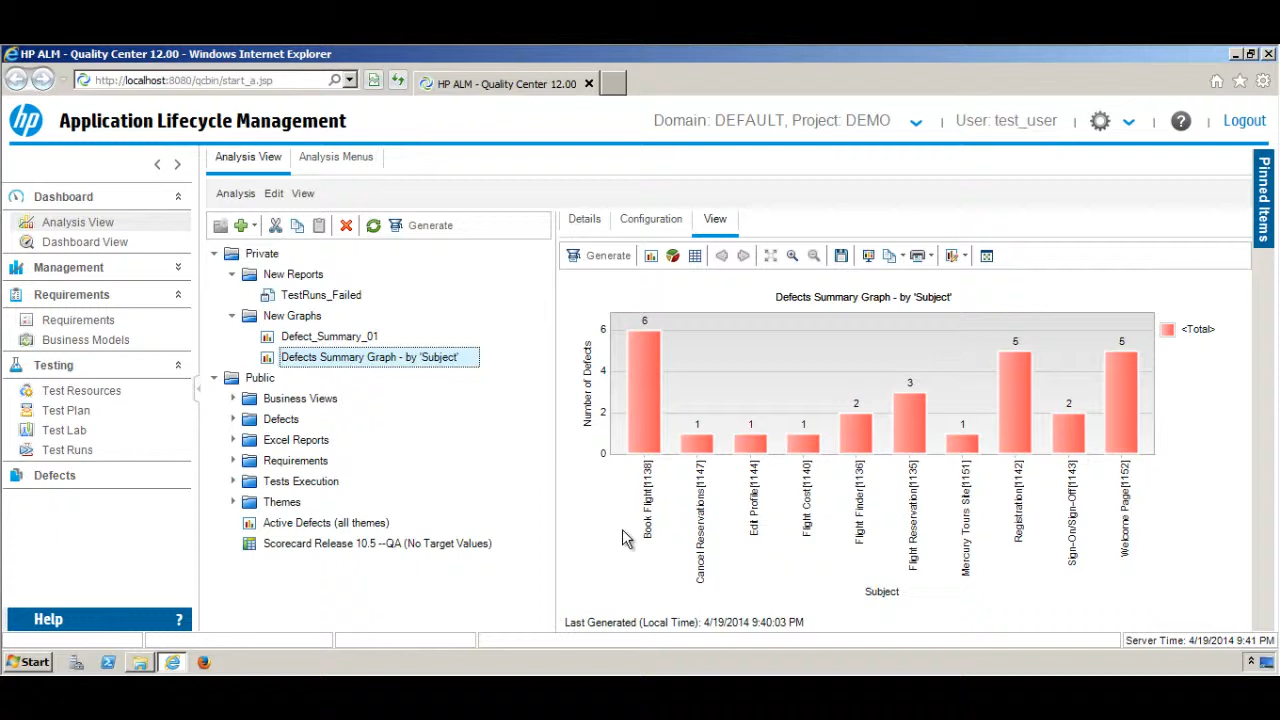 HP ALM - Quality Center 12.00 - Windows Internet Explorer
http://localhost:8080/qcbin/start_a.jsp
HP ALM - Quality Center 12.00
hp
Application Lifecycle Management
Domain: DEFAULT, Project: DEMO
User: test_user
Logout
Analysis View
Analysis Menus
Pinned Items
Dashboard
Analysis View
Dashboard View
Management
Requirements
Requirements
Business Models
Testing
Test Resources
Test Plan
Test Lab
Test Runs
Defects
Help ?
Analysis Edit View
Generate
Private
New Reports
TestRuns_Failed
New Graphs
Defect_Summary_01
Defects Summary Graph - by 'Subject'
Public
Business Views
Defects
Excel Reports
Requirements
Tests Execution
Themes
Active Defects (all themes)
Scorecard Release 10.5 --QA (No Target Values)
Details
Configuration
View
Generate
Defects Summary Graph - by 'Subject'
<Total>
Number of Defects
6
4
2
0
6
1
1
1
2
3
1
5
2
5
Book Flight[1138]
Cancel Reservations[1147]
Edit Profile[1144]
Flight Cost[1140]
Flight Finder[1136]
Flight Reservation[1135]
Mercury Tours Site[1151]
Registration[1142]
Sign-On/Sign-Off[1143]
Welcome Page[1152]
Subject
Last Generated (Local Time): 4/19/2014 9:40:03 PM
Server Time: 4/19/2014 9:41 PM
Start